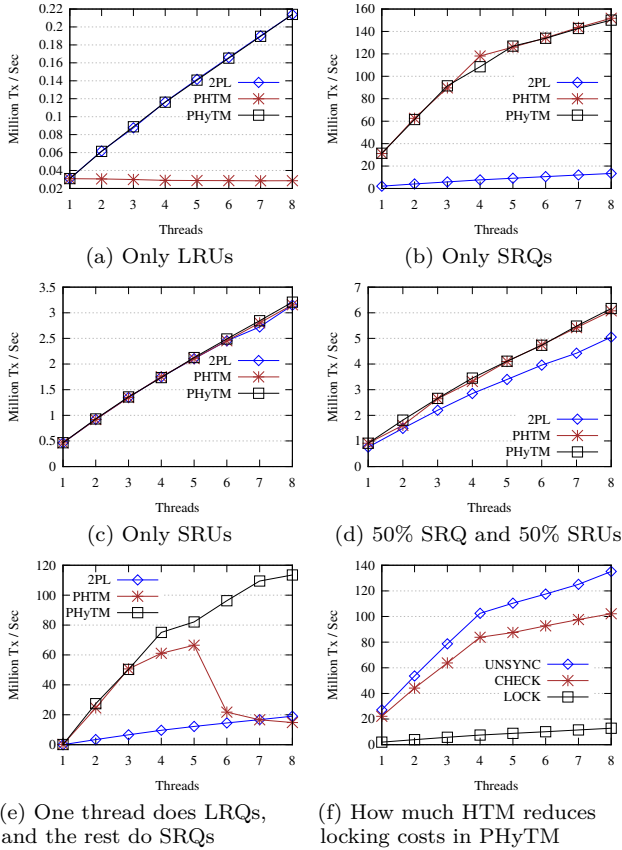 0.22
0.2
0.18
0.16
0.14
0.12
0.1
0.08
0.06
0.04
0.02
Million Tx / Sec
2PL
PHTM
PHyTM
1 2 3 4 5 6 7 8
Threads
(a) Only LRUs
160
140
120
100
80
60
40
20
0
Million Tx / Sec
2PL
PHTM
PHyTM
1 2 3 4 5 6 7 8
Threads
(b) Only SRQs
3.5
3
2.5
2
1.5
1
0.5
0
Million Tx / Sec
2PL
PHTM
PHyTM
1 2 3 4 5 6 7 8
Threads
(c) Only SRUs
7
6
5
4
3
2
1
0
Million Tx / Sec
2PL
PHTM
PHyTM
1 2 3 4 5 6 7 8
Threads
(d) 50% SRQ and 50% SRUs
120
100
80
60
40
20
0
Million Tx / Sec
2PL
PHTM
PHyTM
1 2 3 4 5 6 7 8
Threads
(e) One thread does LRQs,
and the rest do SRQs
140
120
100
80
60
40
20
0
Million Tx / Sec
UNSYNC
CHECK
LOCK
1 2 3 4 5 6 7 8
Threads
(f) How much HTM reduces
locking costs in PHyTM